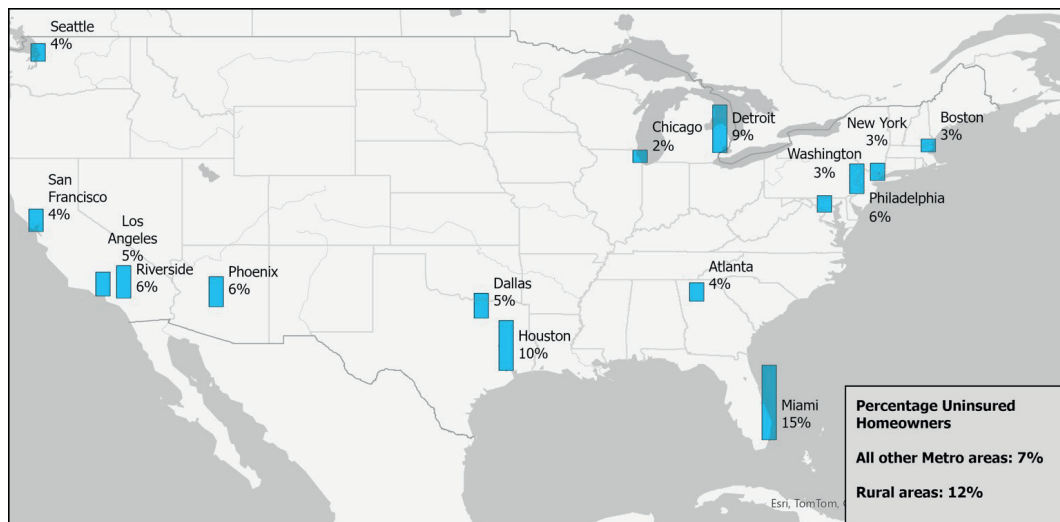 Seattle
4%
San
Francisco
4%
Los
Angeles
5%
Riverside
6%
Phoenix
6%
Dallas
5%
Houston
10%
Chicago
2%
Detroit
9%
New York
3%
Boston
3%
Washington
3%
Philadelphia
6%
Atlanta
4%
Miami
15%
Percentage Uninsured
Homeowners
All other Metro areas: 7%
Rural areas: 12%
Esri, TomTom,